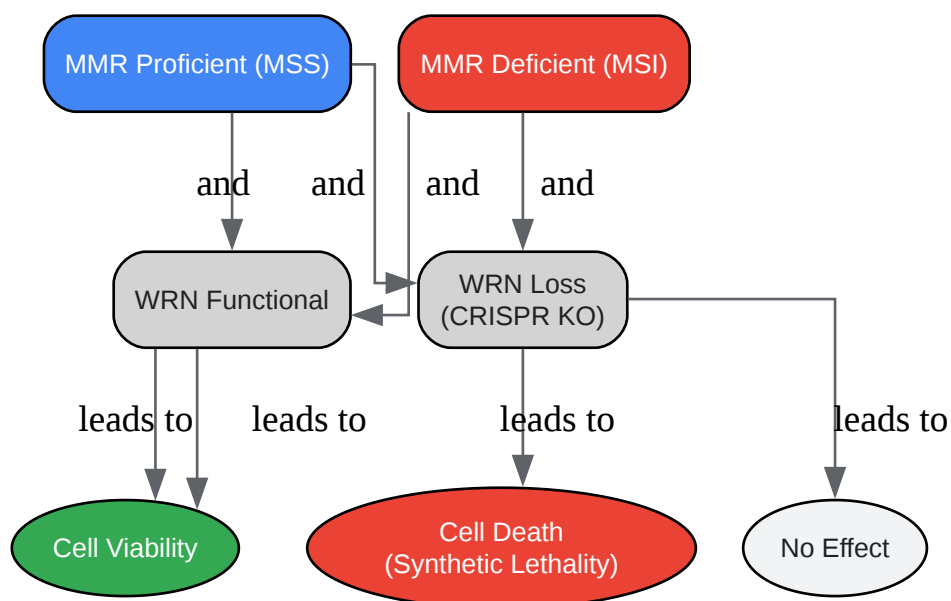 MMR Proficient (MSS)
MMR Deficient (MSI)
and
and
and
and
WRN Functional
WRN Loss
(CRISPR KO)
leads to
leads to
leads to
leads to
Cell Viability
Cell Death
(Synthetic Lethality)
No Effect